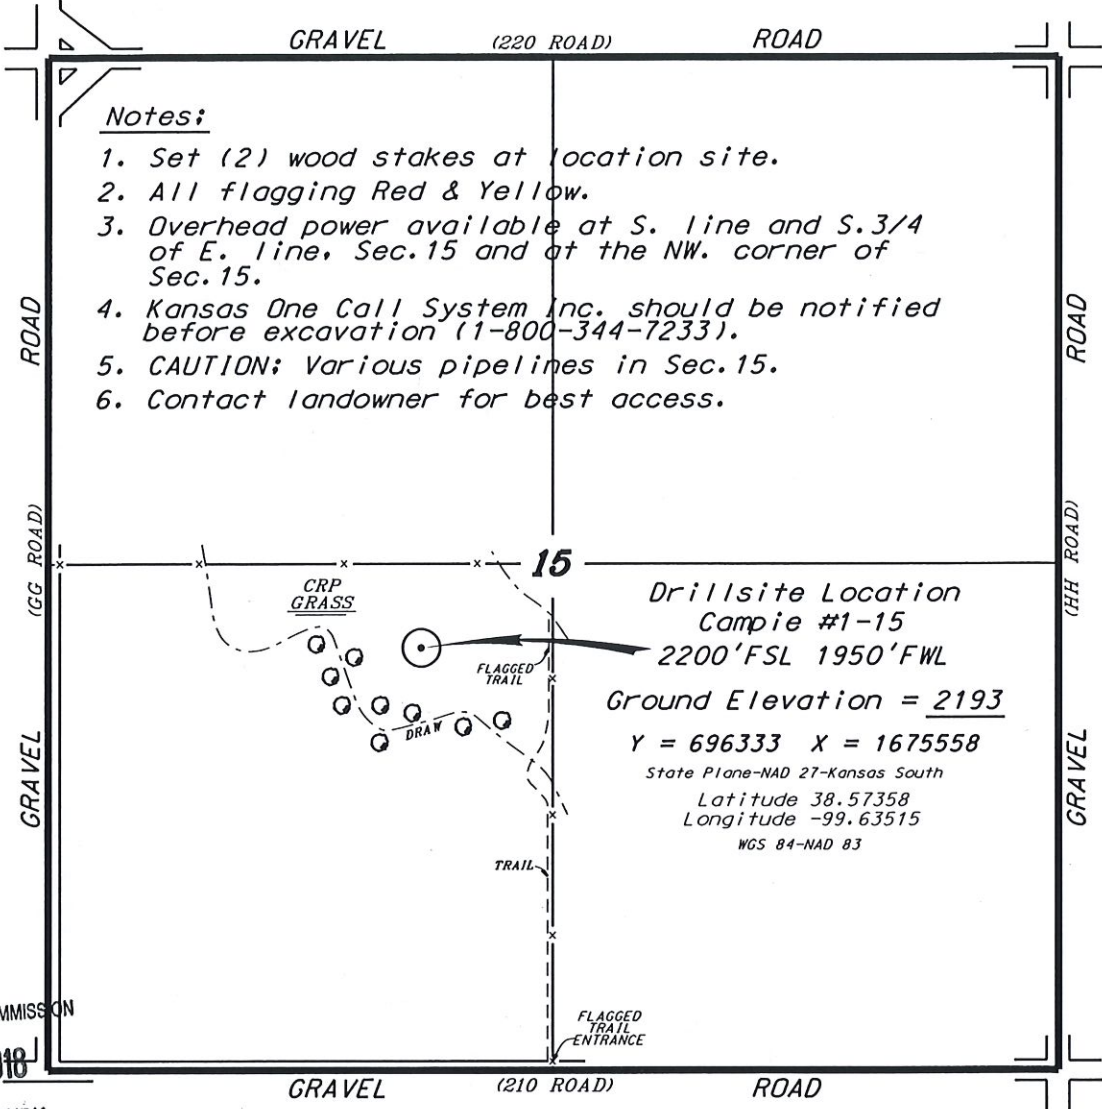 GRAVEL (220 ROAD) ROAD
Notes:
1. Set (2) wood stakes at location site.
2. All flagging Red & Yellow.
3. Overhead power available at S. line and S.3/4
of E. line, Sec.15 and at the NW. corner of
Sec.15.
4. Kansas One Call System Inc. should be notified
before excavation (1-800-344-7233).
5. CAUTION: Various pipelines in Sec.15.
6. Contact landowner for best access.
ROAD
(GG ROAD)
GRAVEL
ROAD
(HH ROAD)
GRAVEL
15
CRP
GRASS
Drillsite Location
Campie #1-15
2200'FSL 1950'FWL
FLAGGED
TRAIL
Ground Elevation = 2193
DRAW
Y = 696333 X = 1675558
State Plane-NAD 27-Kansas South
Latitude 38.57358
Longitude -99.63515
WGS 84-NAD 83
TRAIL
MMISSION
FLAGGED
TRAIL
ENTRANCE
18
GRAVEL (210 ROAD) ROAD